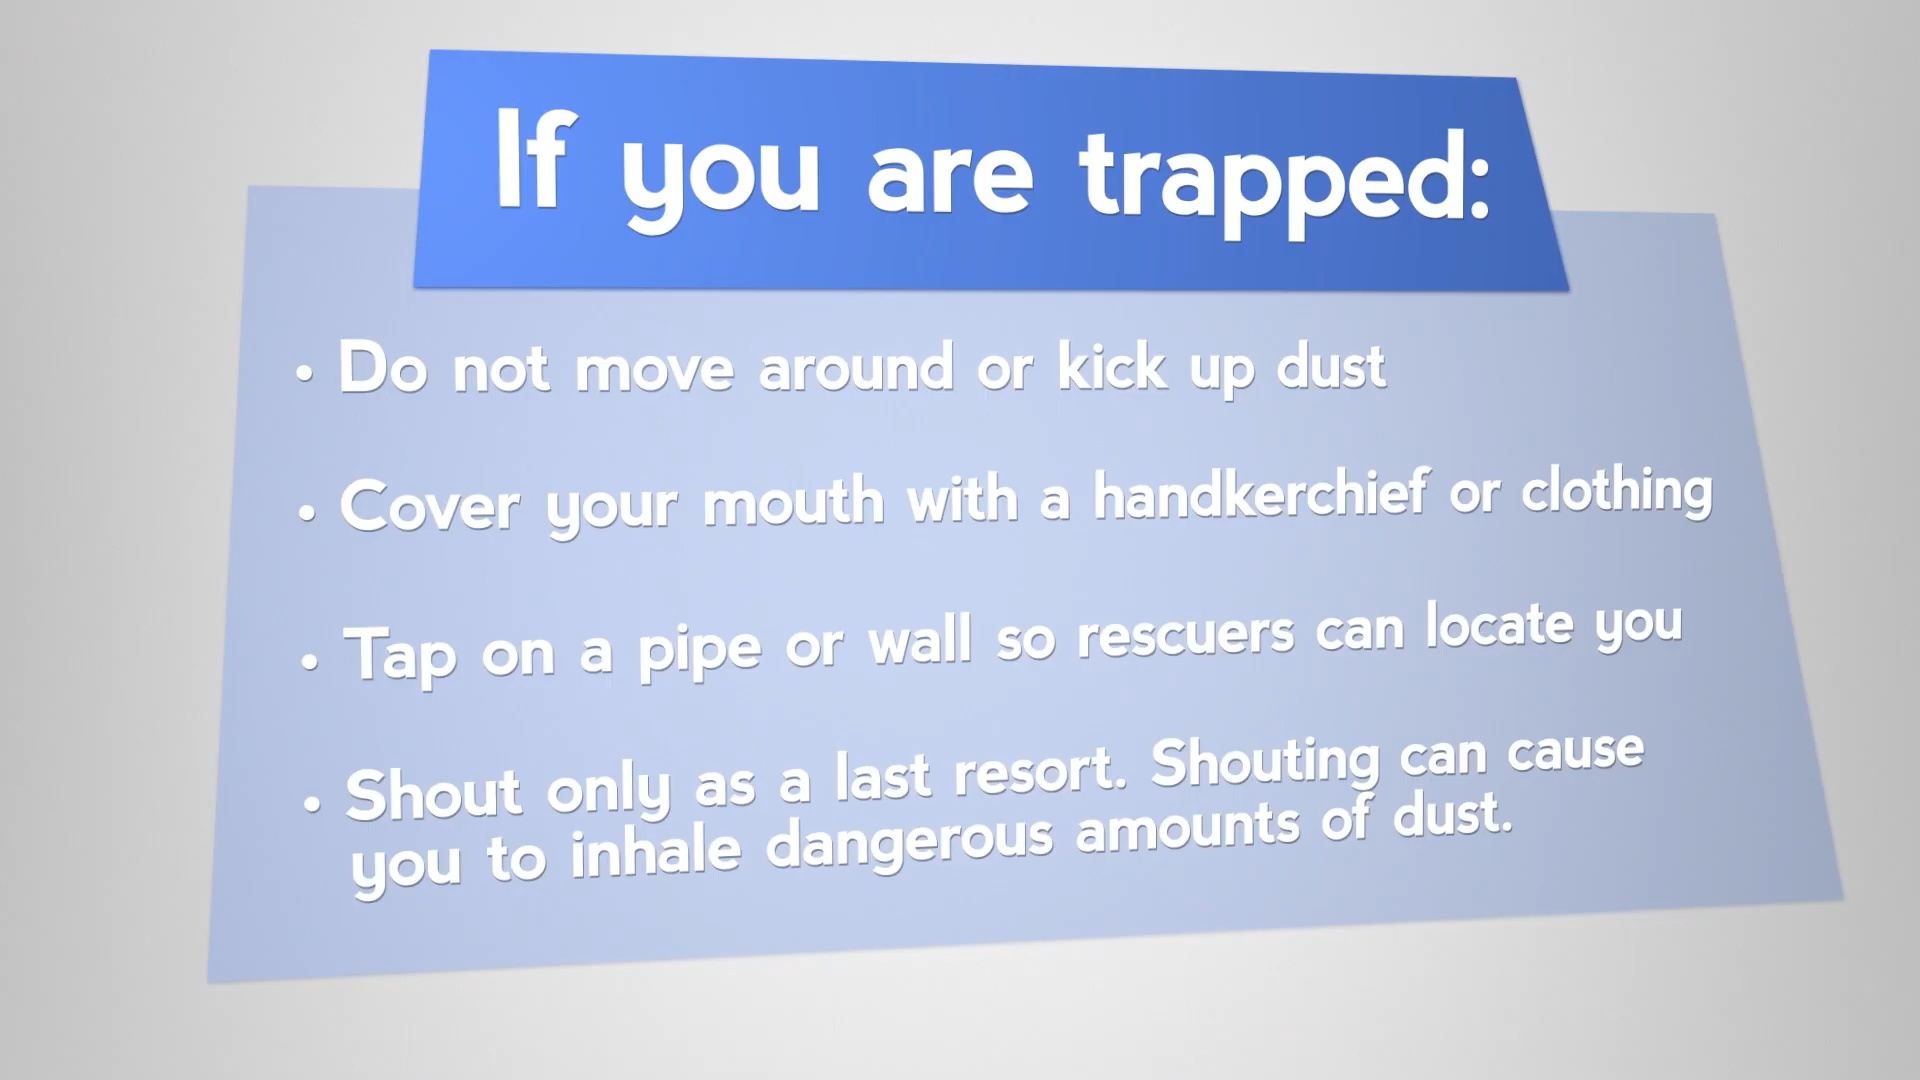 If you are trapped:
• Do not move around or kick up dust
• Cover your mouth with a handkerchief or clothing
• Tap on a pipe or wall so rescuers can locate you
• Shout only as a last resort. Shouting can cause
you to inhale dangerous amounts of dust.